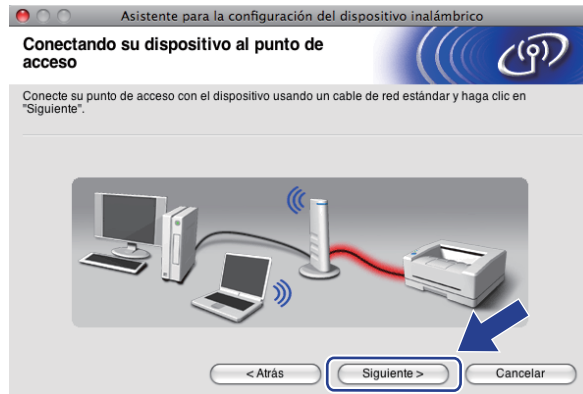 Asistente para la configuración del dispositivo inalámbrico
Conectando su dispositivo al punto de
acceso
Conecte su punto de acceso con el dispositivo usando un cable de red estándar y haga clic en
"Siguiente".
< Atrás
Siguiente >
Cancelar